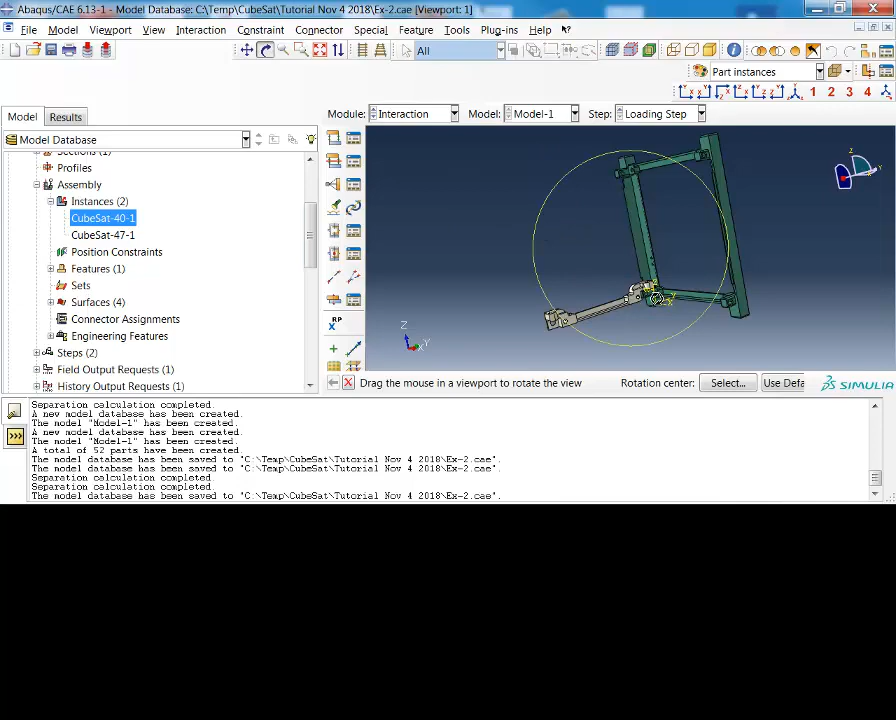 Abaqus/CAE 6.13-1 - Model Database: C:\Temp\CubeSat\Tutorial Nov 4 2018\Ex-2.cae [Viewport: 1]
File Model Viewport View Interaction Constraint Connector Special Feature Tools Plug-ins Help
All
Part instances
1 2 3 4
Model Results
Module: Interaction Model: Model-1 Step: Loading Step
Model Database
Sections (1)
Profiles
Assembly
Instances (2)
CubeSat-40-1
CubeSat-47-1
Position Constraints
Features (1)
Sets
Surfaces (4)
Connector Assignments
Engineering Features
Steps (2)
Field Output Requests (1)
History Output Requests (1)
RP
Z
Y
X
Drag the mouse in a viewport to rotate the view
Rotation center: Select... Use Defa
SIMULIA
Separation calculation completed.
A new model database has been created.
The model "Model-1" has been created.
A new model database has been created.
The model "Model-1" has been created.
A total of 52 parts have been created.
The model database has been saved to "C:\Temp\CubeSat\Tutorial Nov 4 2018\Ex-2.cae".
The model database has been saved to "C:\Temp\CubeSat\Tutorial Nov 4 2018\Ex-2.cae".
Separation calculation completed.
Separation calculation completed.
The model database has been saved to "C:\Temp\CubeSat\Tutorial Nov 4 2018\Ex-2.cae".